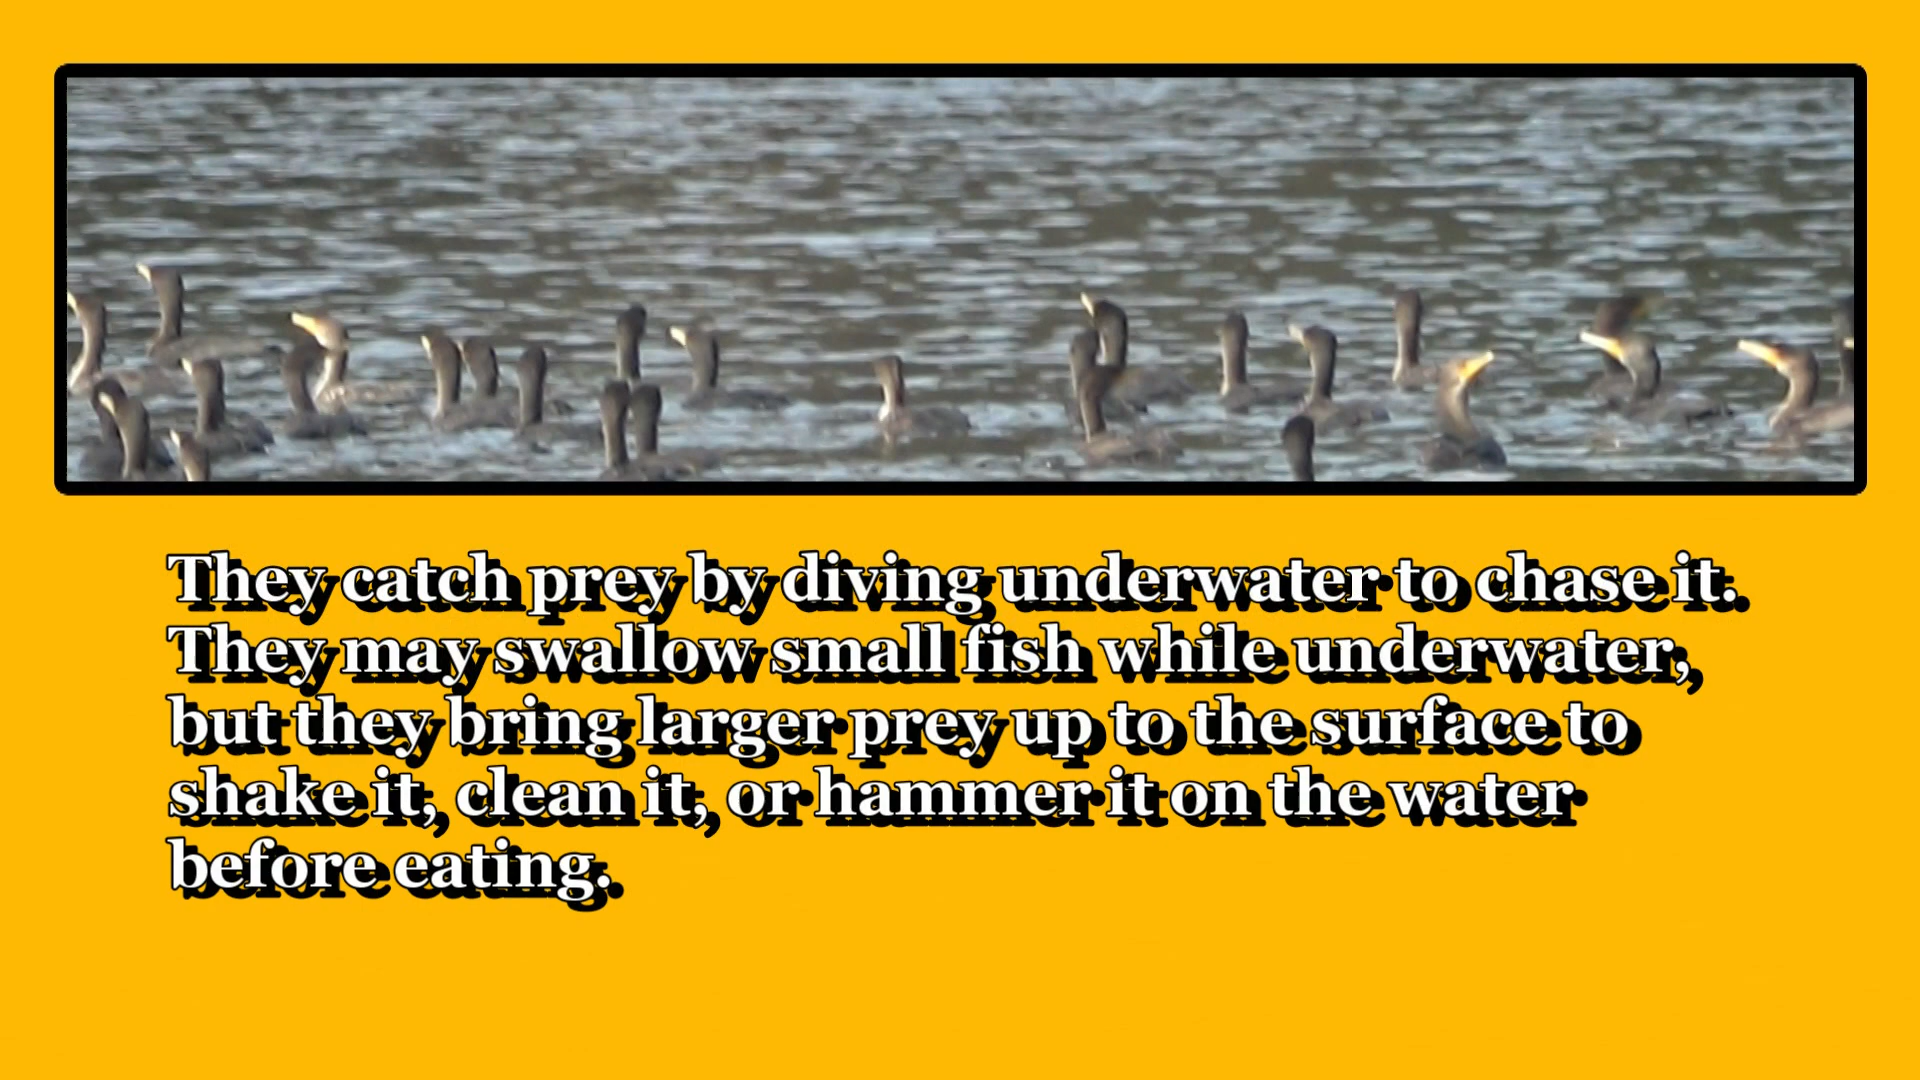 They catch prey by diving underwater to chase it.
They may swallow small fish while underwater,
but they bring larger prey up to the surface to
shake it, clean it, or hammer it on the water
before eating.